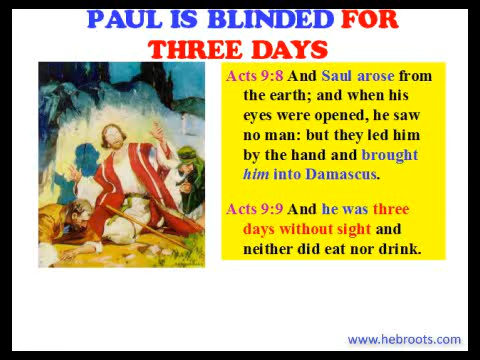 PAUL IS BLINDED FOR
THREE DAYS
Acts 9:8 And Saul arose from
the earth; and when his
eyes were opened, he saw
no man: but they led him
by the hand and brought
him into Damascus.
Acts 9:9 And he was three
days without sight and
neither did eat nor drink.
www.hebroots.com